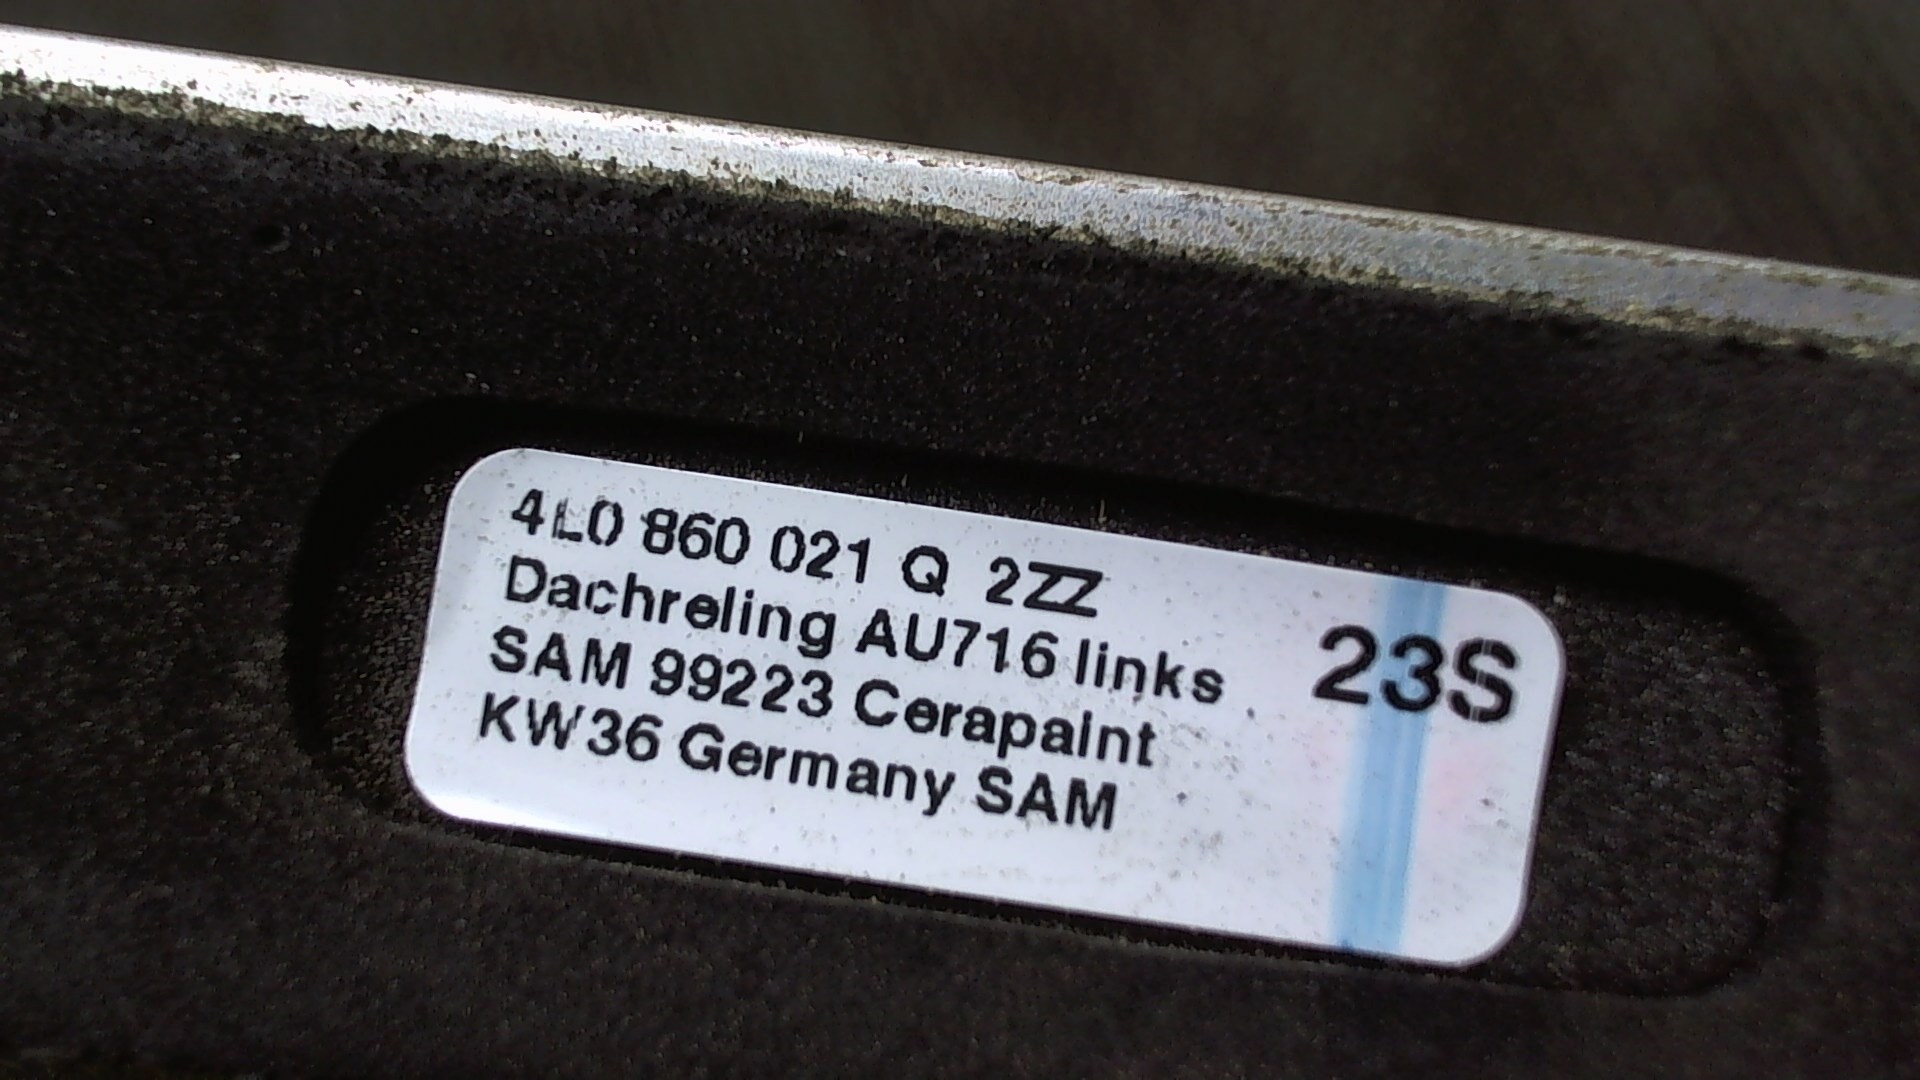 4L0 860 021 Q 2ZZ
Dachreling AU716 links
23S
SAM 99223 Cerapaint
KW36 Germany SAM